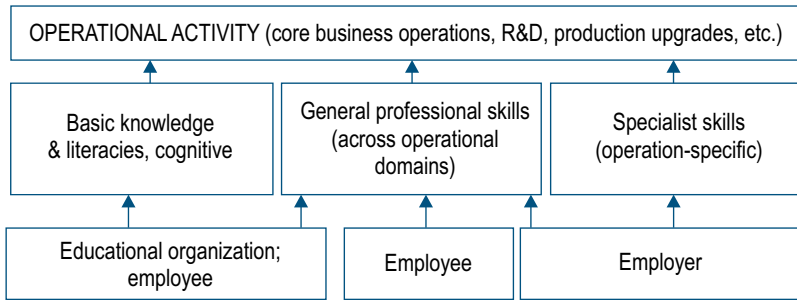 OPERATIONAL ACTIVITY (core business operations, R&D, production upgrades, etc.)
Basic knowledge
& literacies, cognitive
General professional skills
(across operational
domains)
Specialist skills
(operation-specific)
Educational organization;
employee
Employee
Employer